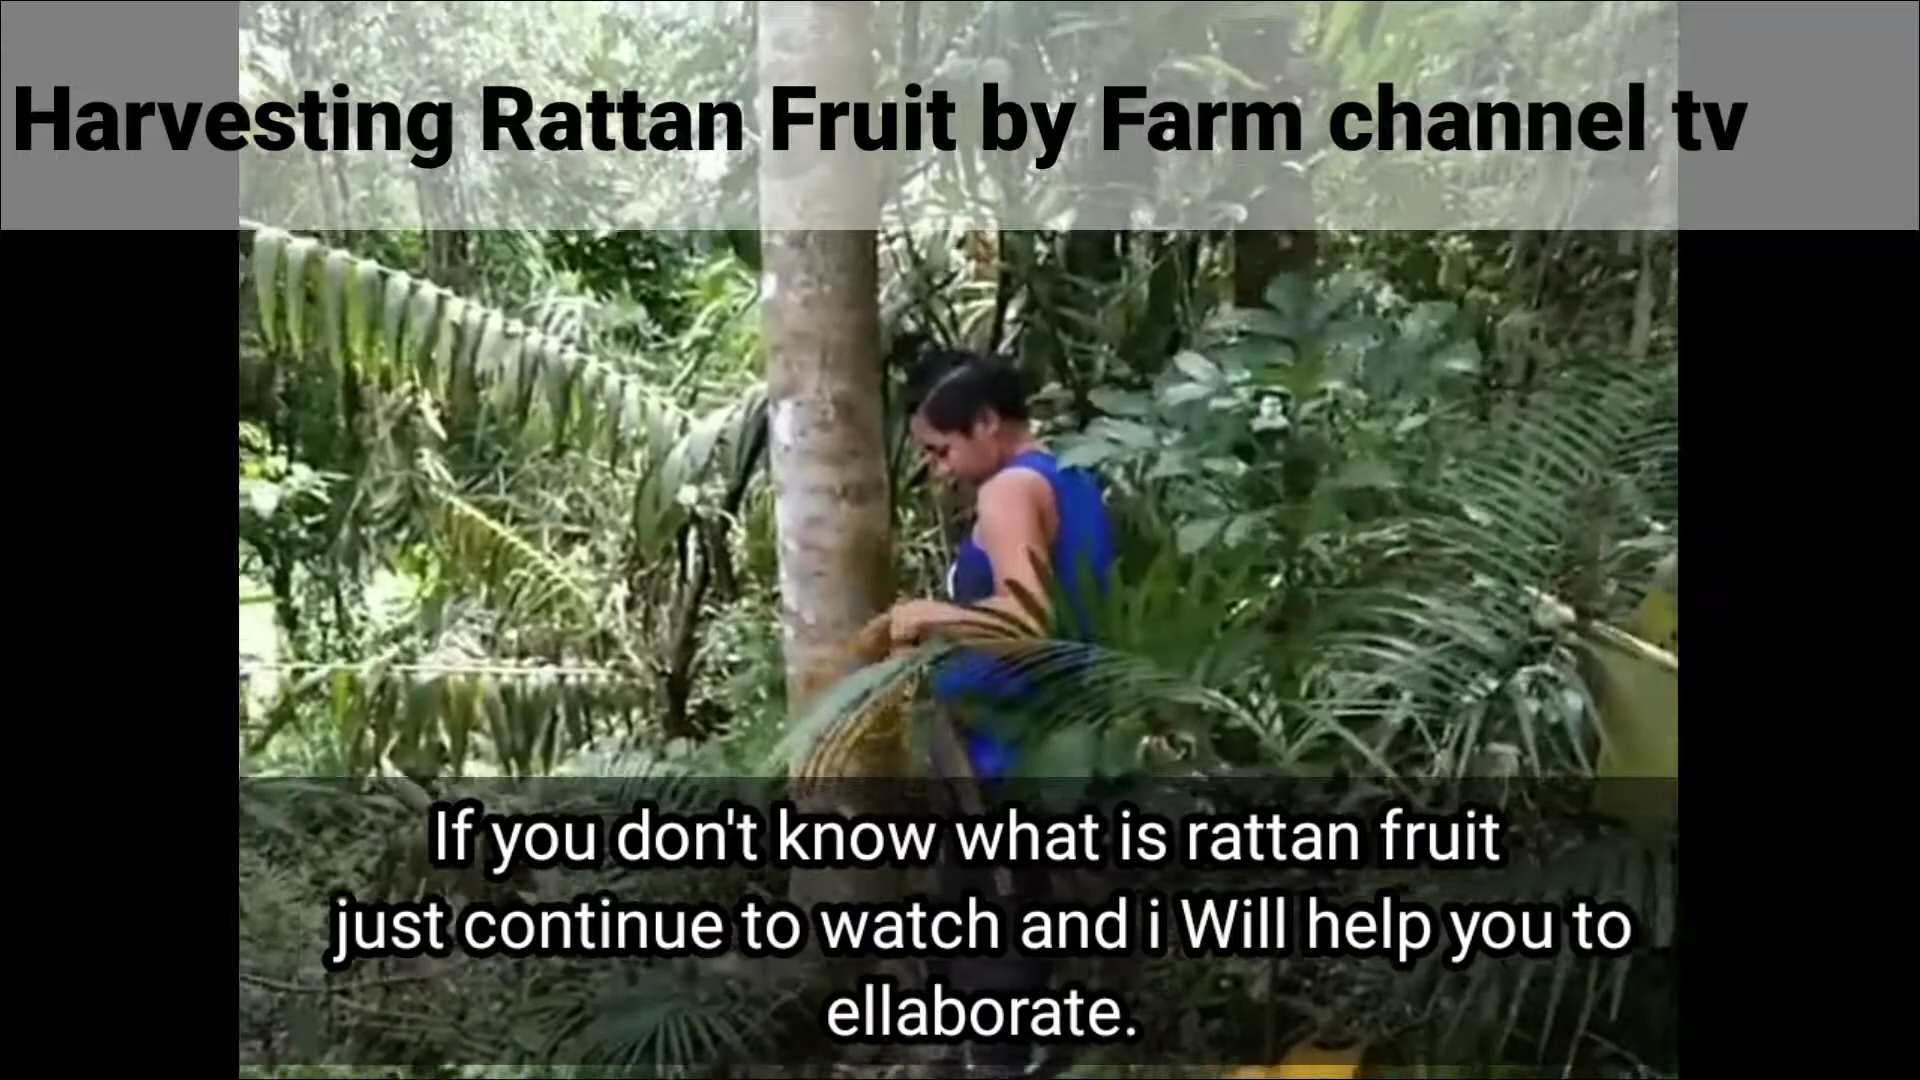 Harvesting Rattan Fruit by Farm channel tv
If you don't know what is rattan fruit
just continue to watch and i Will help you to
ellaborate.